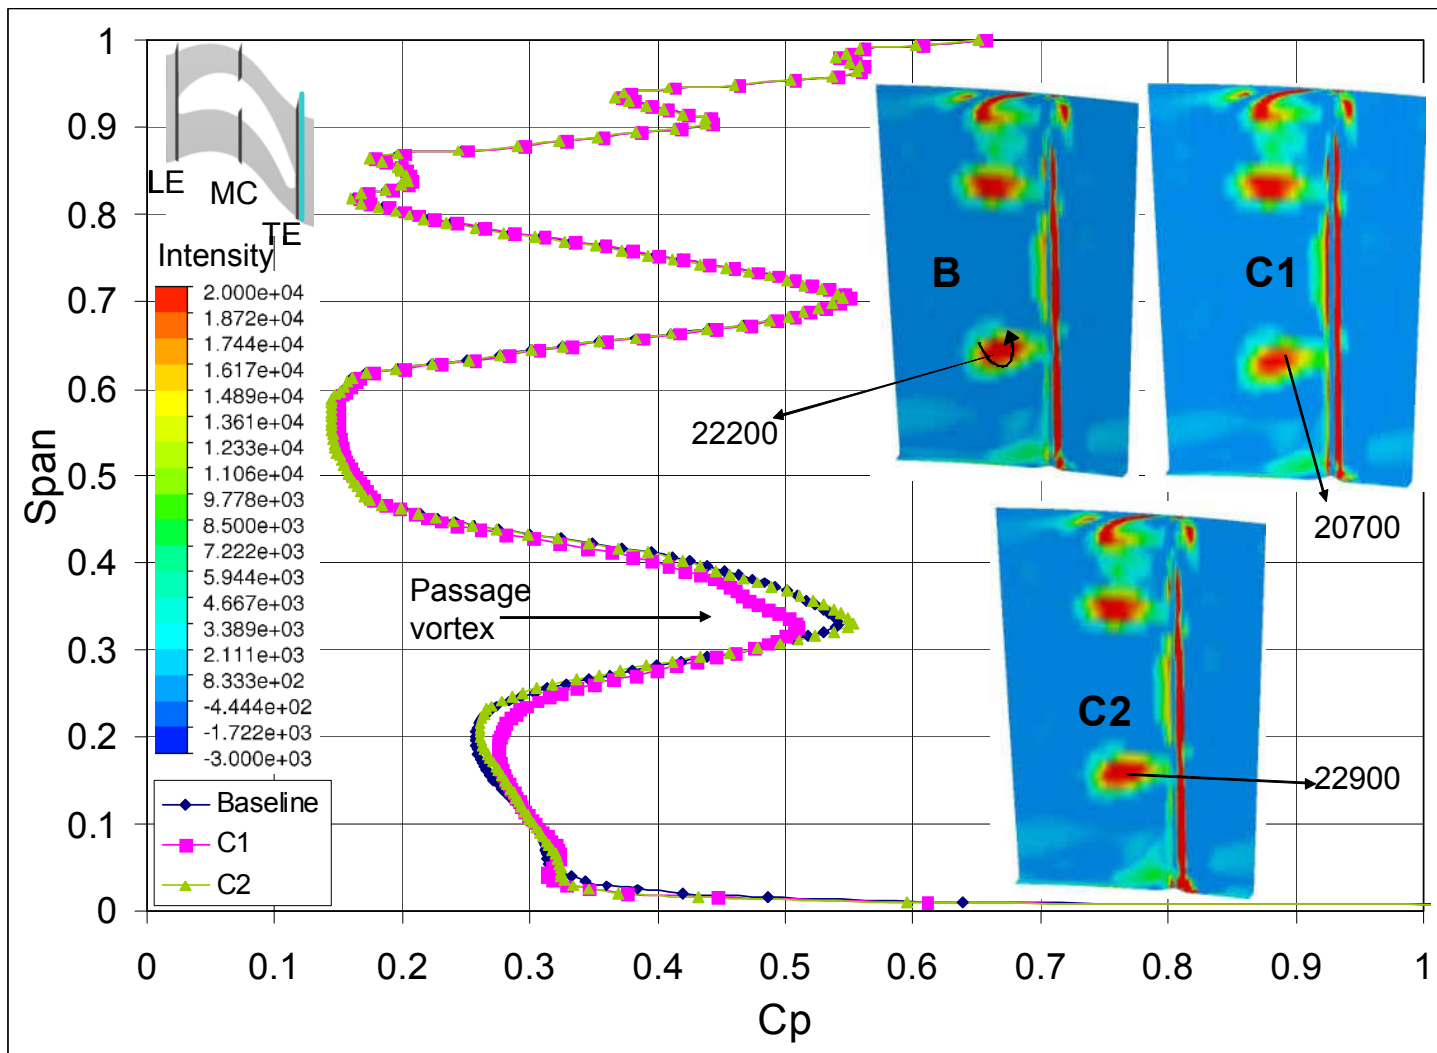 1
0.9
0.8
0.7
0.6
0.5
0.4
0.3
0.2
0.1
0
Span
LE
MC
TE
Intensity
2.000e+04
1.872e+04
1.744e+04
1.617e+04
1.489e+04
1.361e+04
1.233e+04
1.106e+04
9.778e+03
8.500e+03
7.222e+03
5.944e+03
4.667e+03
3.389e+03
2.111e+03
8.333e+02
-4.444e+02
-1.722e+03
-3.000e+03
Baseline
C1
C2
Passage
vortex
B
22200
C1
20700
C2
22900
0 0.1 0.2 0.3 0.4 0.5 0.6 0.7 0.8 0.9 1
Cp